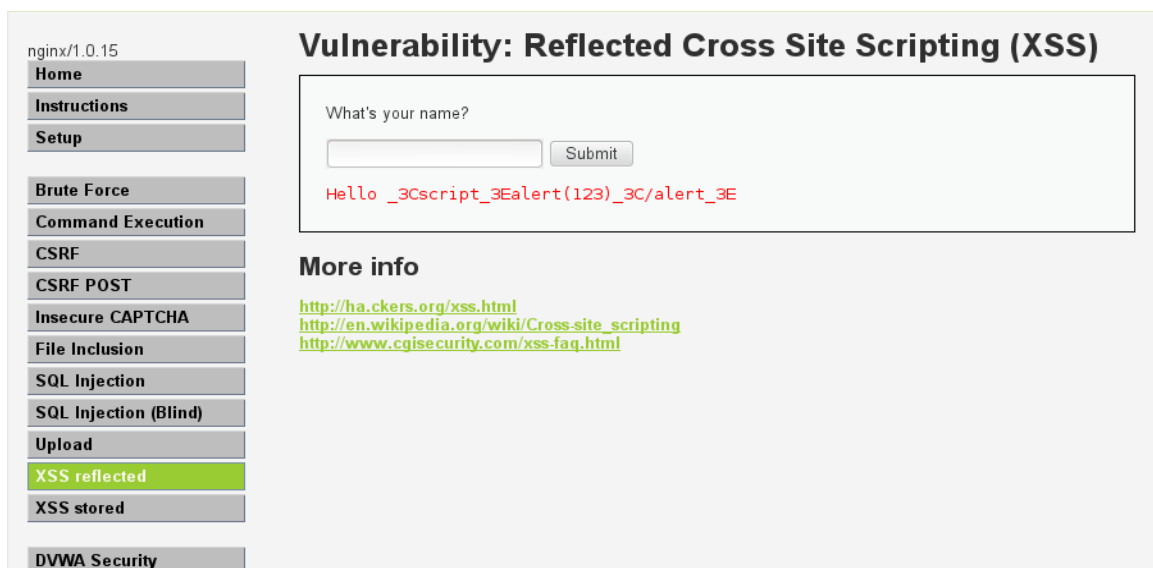 nginx/1.0.15
Home
Instructions
Setup
Brute Force
Command Execution
CSRF
CSRF POST
Insecure CAPTCHA
File Inclusion
SQL Injection
SQL Injection (Blind)
Upload
XSS reflected
XSS stored
DVWA Security
Vulnerability: Reflected Cross Site Scripting (XSS)
What's your name?
Submit
Hello _3Cscript_3Ealert(123)_3C/alert_3E
More info
http://ha.ckers.org/xss.html
http://en.wikipedia.org/wiki/Cross-site_scripting
http://www.cgisecurity.com/xss-faq.html